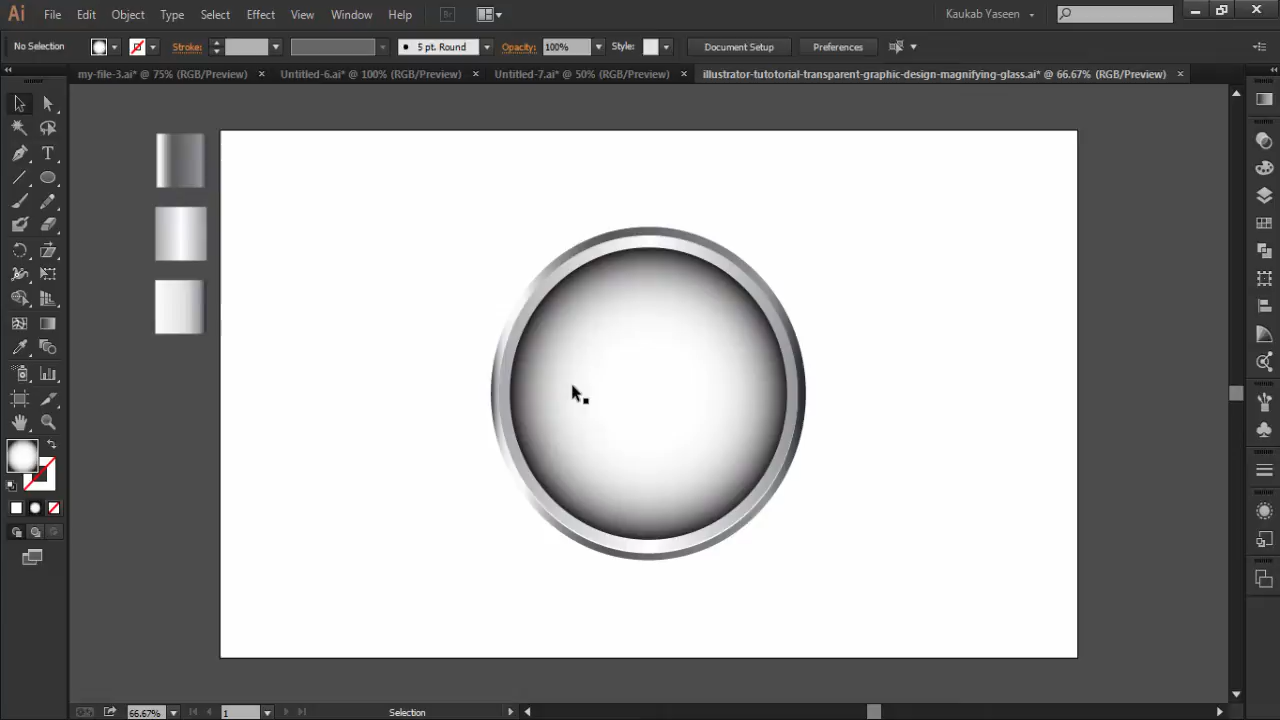 Ai File Edit Object Type Select Effect View Window Help Br Kaukab Yaseen
No Selection Stroke: 5 pt. Round Opacity: 100% Style: Document Setup Preferences
my-file-3.ai* @ 75% (RGB/Preview) Untitled-6.ai* @ 100% (RGB/Preview) Untitled-7.ai* @ 50% (RGB/Preview) illustrator-tutotorial-transparent-graphic-design-magnifying-glass.ai* @ 66.67% (RGB/Preview)
T
66.67% 1 Selection